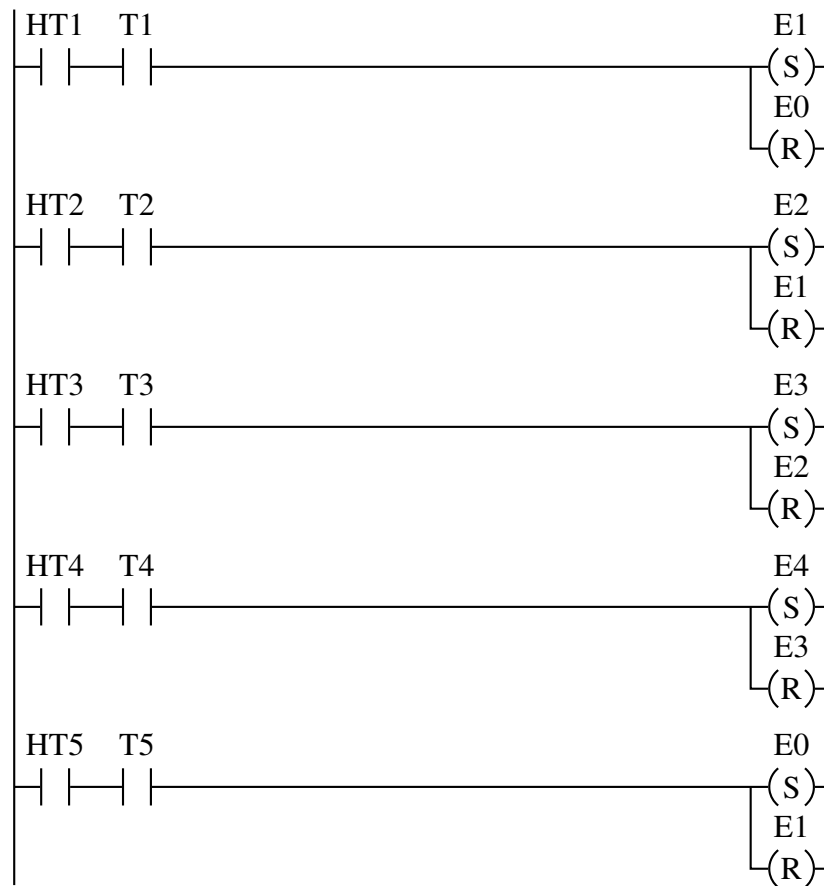 HT1 T1 E1
S
E0
R
HT2 T2 E2
S
E1
R
HT3 T3 E3
S
E2
R
HT4 T4 E4
S
E3
R
HT5 T5 E0
S
E1
R